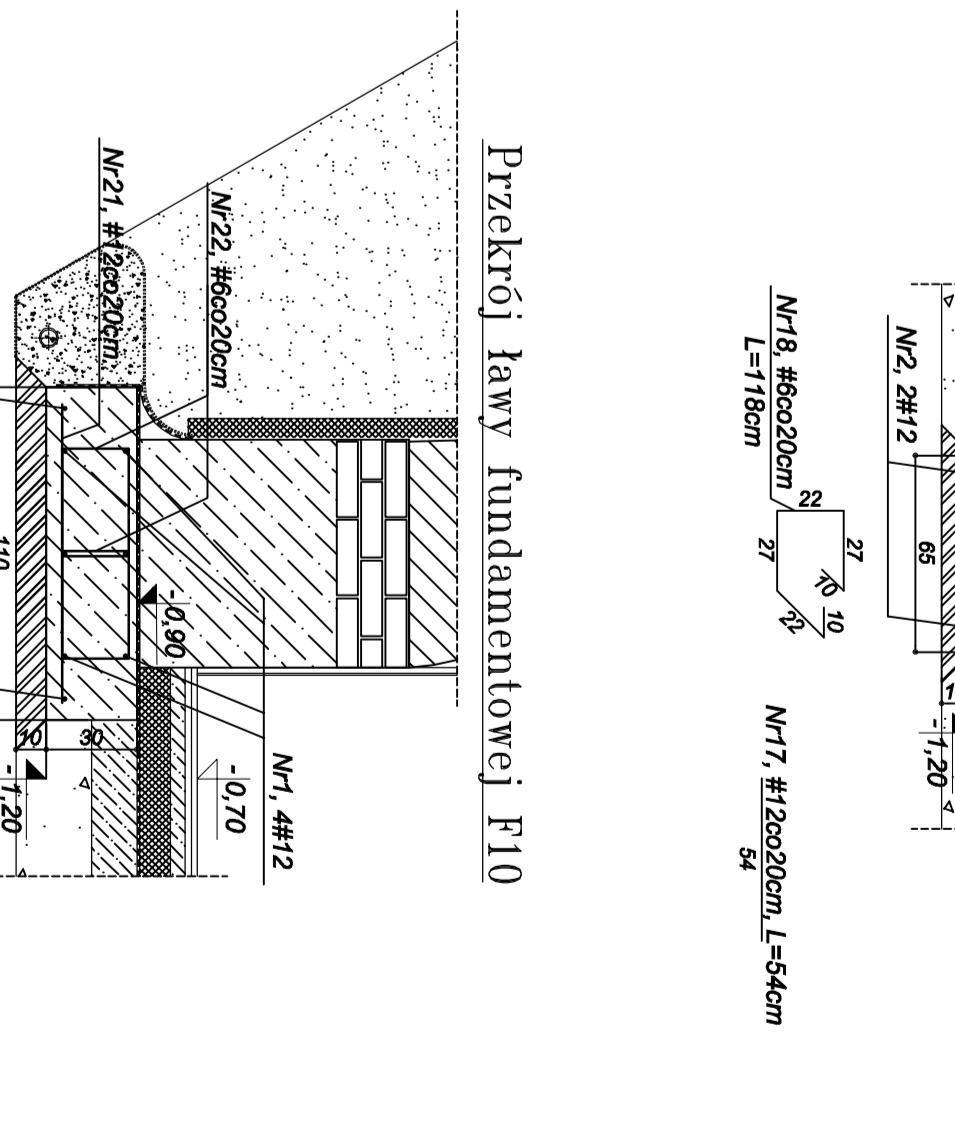 Nr2, 2#12
65
- 1,20
Nr18, #6co20cm
L=118cm
22
27
27
10
10
22
Nr17, #12co20cm, L=54cm
54
Przekrój ławy fundamentowej F10
Nr22, #6co20cm
Nr21, #12co20cm
- 0,90
- 0,70
Nr1, 4#12
10
30
- 1,20
110